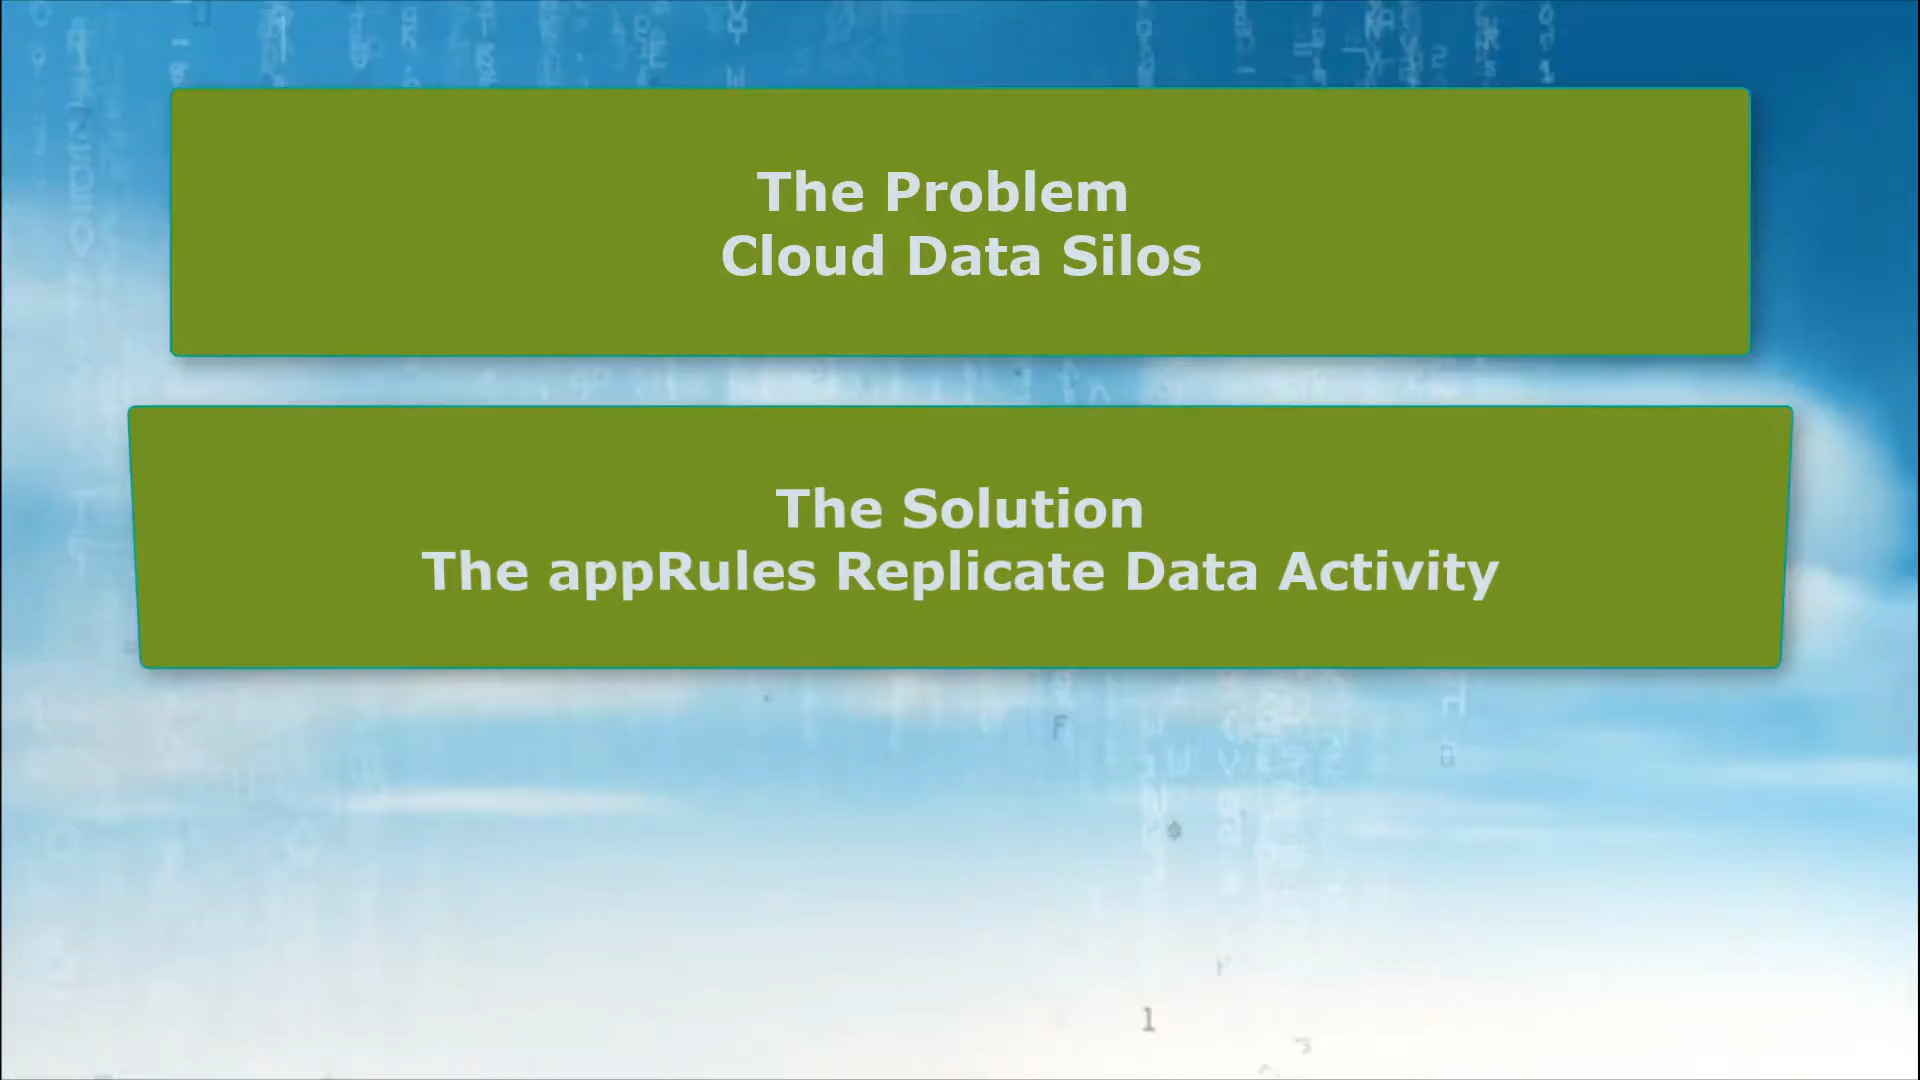 The Problem
Cloud Data Silos
The Solution
The appRules Replicate Data Activity